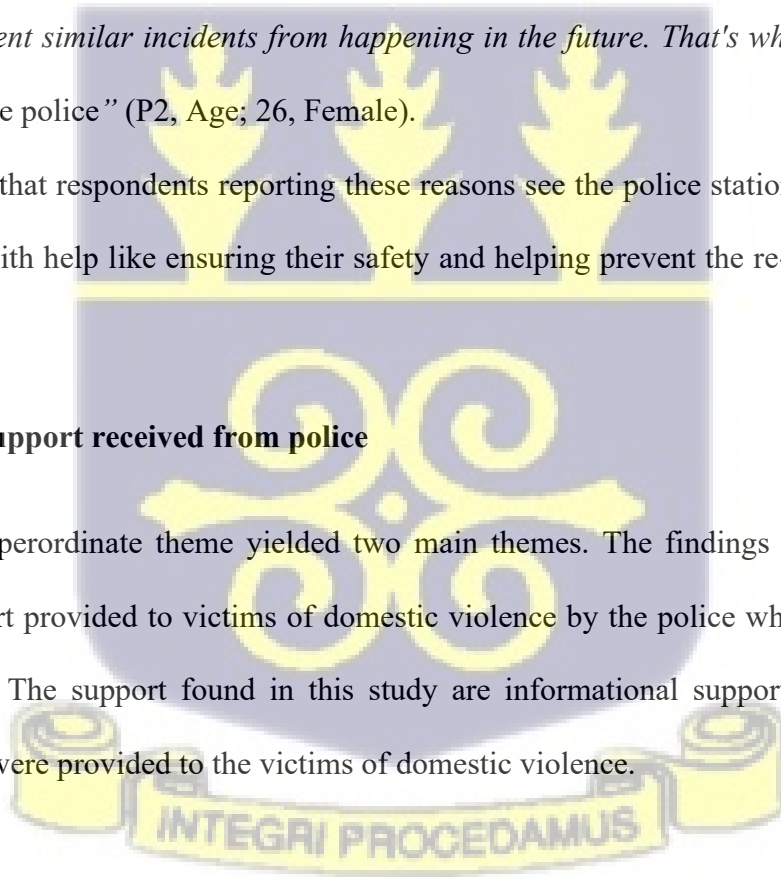 ent similar incidents from happening in the future. That's wh
e police” (P2, Age; 26, Female).
that respondents reporting these reasons see the police station
ith help like ensuring their safety and helping prevent the re-
upport received from police
perordinate theme yielded two main themes. The findings
rt provided to victims of domestic violence by the police wh
The support found in this study are informational support
were provided to the victims of domestic violence.
INTEGRI PROCEDAMUS